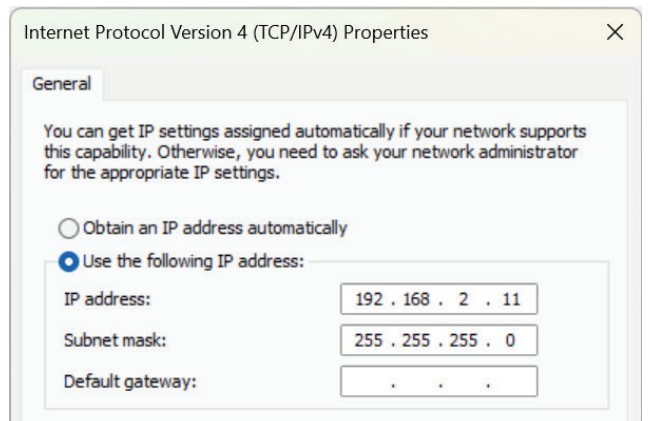 Internet Protocol Version 4 (TCP/IPv4) Properties
General
You can get IP settings assigned automatically if your network supports
this capability. Otherwise, you need to ask your network administrator
for the appropriate IP settings.
Obtain an IP address automatically
Use the following IP address:
IP address: 192 . 168 . 2 . 11
Subnet mask: 255 . 255 . 255 . 0
Default gateway: . . .